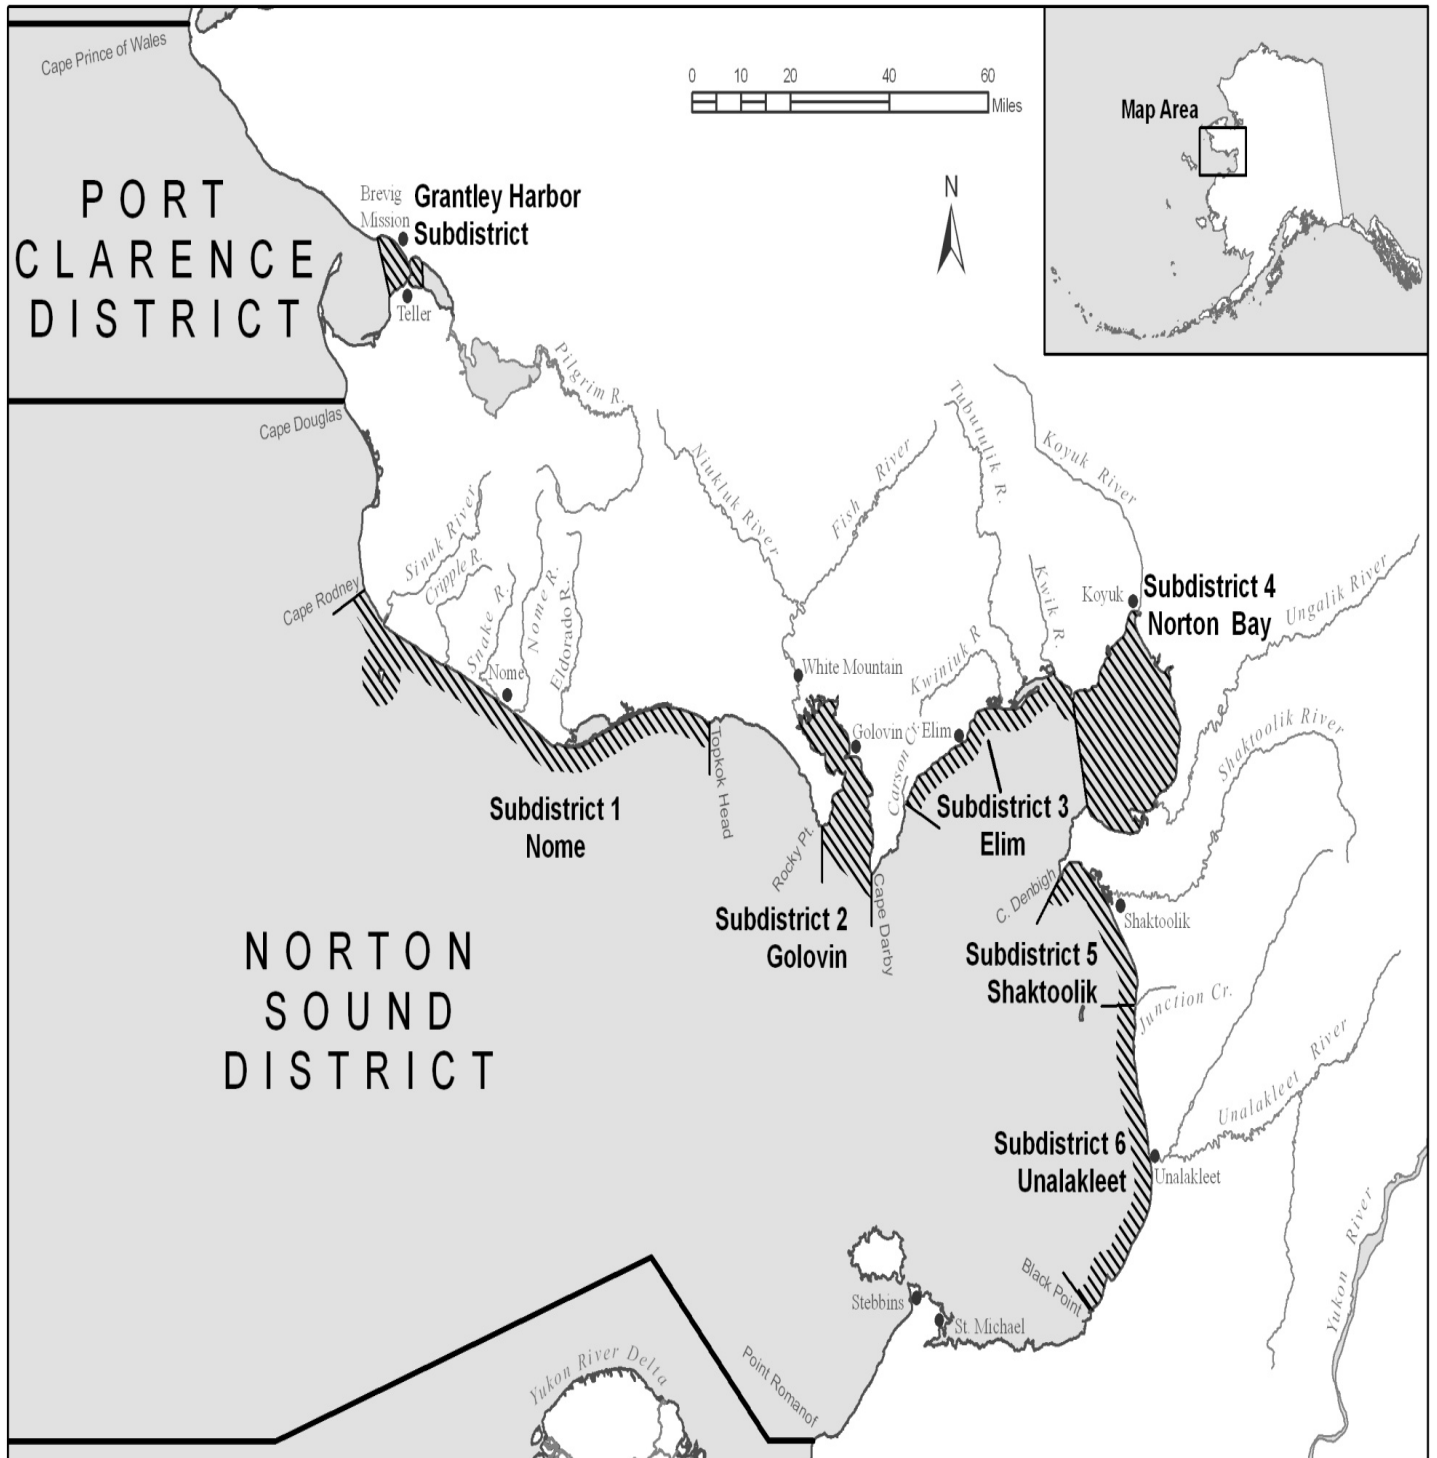 Cape Prince of Wales
0 10 20 40 60
Miles
Map Area
N
PORT
CLARENCE
DISTRICT
Brevig
Mission
Grantley Harbor
Subdistrict
Teller
Pilgrim R.
Cape Douglas
Niukluk River
Fish River
Tubutulik R.
Koyuk River
Sinuk River
Cripple R.
Snake R.
Nome R.
Eldorado R.
Cape Rodney
Kwik R.
Koyuk
Subdistrict 4
Norton Bay
Ungalik River
Nome
White Mountain
Kwiniuk R
Golovin
Carson Cr.
Elim
Shaktoolik River
Topkok Head
Subdistrict 1
Nome
Subdistrict 3
Elim
Rocky Pt.
Cape Darby
C. Denbigh
Shaktoolik
Subdistrict 2
Golovin
Subdistrict 5
Shaktoolik
Junction Cr.
NORTON
SOUND
DISTRICT
Unalakleet River
Subdistrict 6
Unalakleet
Unalakleet
Yukon River
Black Point
Stebbins
St. Michael
Yukon River Delta
Point Romanof